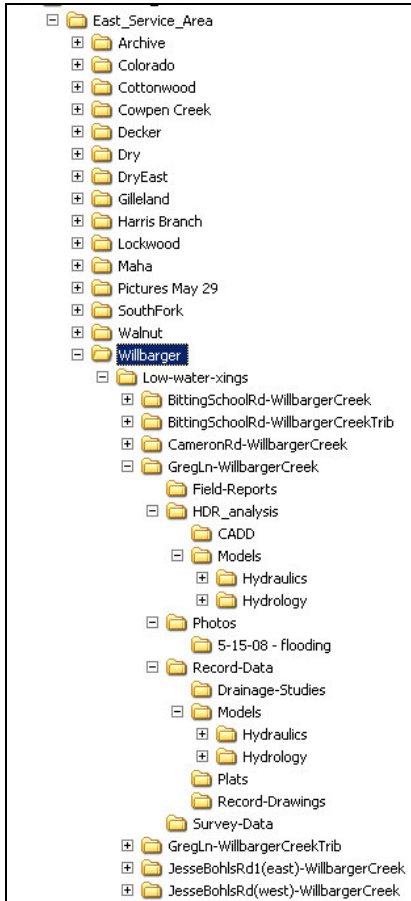 East_Service_Area
Archive
Colorado
Cottonwood
Cowpen Creek
Decker
Dry
DryEast
Gilleland
Harris Branch
Lockwood
Maha
Pictures May 29
SouthFork
Walnut
Willbarger
Low-water-xings
BittingSchoolRd-WillbargerCreek
BittingSchoolRd-WillbargerCreekTrib
CameronRd-WillbargerCreek
GregLn-WillbargerCreek
Field-Reports
HDR_analysis
CADD
Models
Hydraulics
Hydrology
Photos
5-15-08 - flooding
Record-Data
Drainage-Studies
Models
Hydraulics
Hydrology
Plats
Record-Drawings
Survey-Data
GregLn-WillbargerCreekTrib
JesseBohlsRd1(east)-WillbargerCreek
JesseBohlsRd(west)-WillbargerCreek